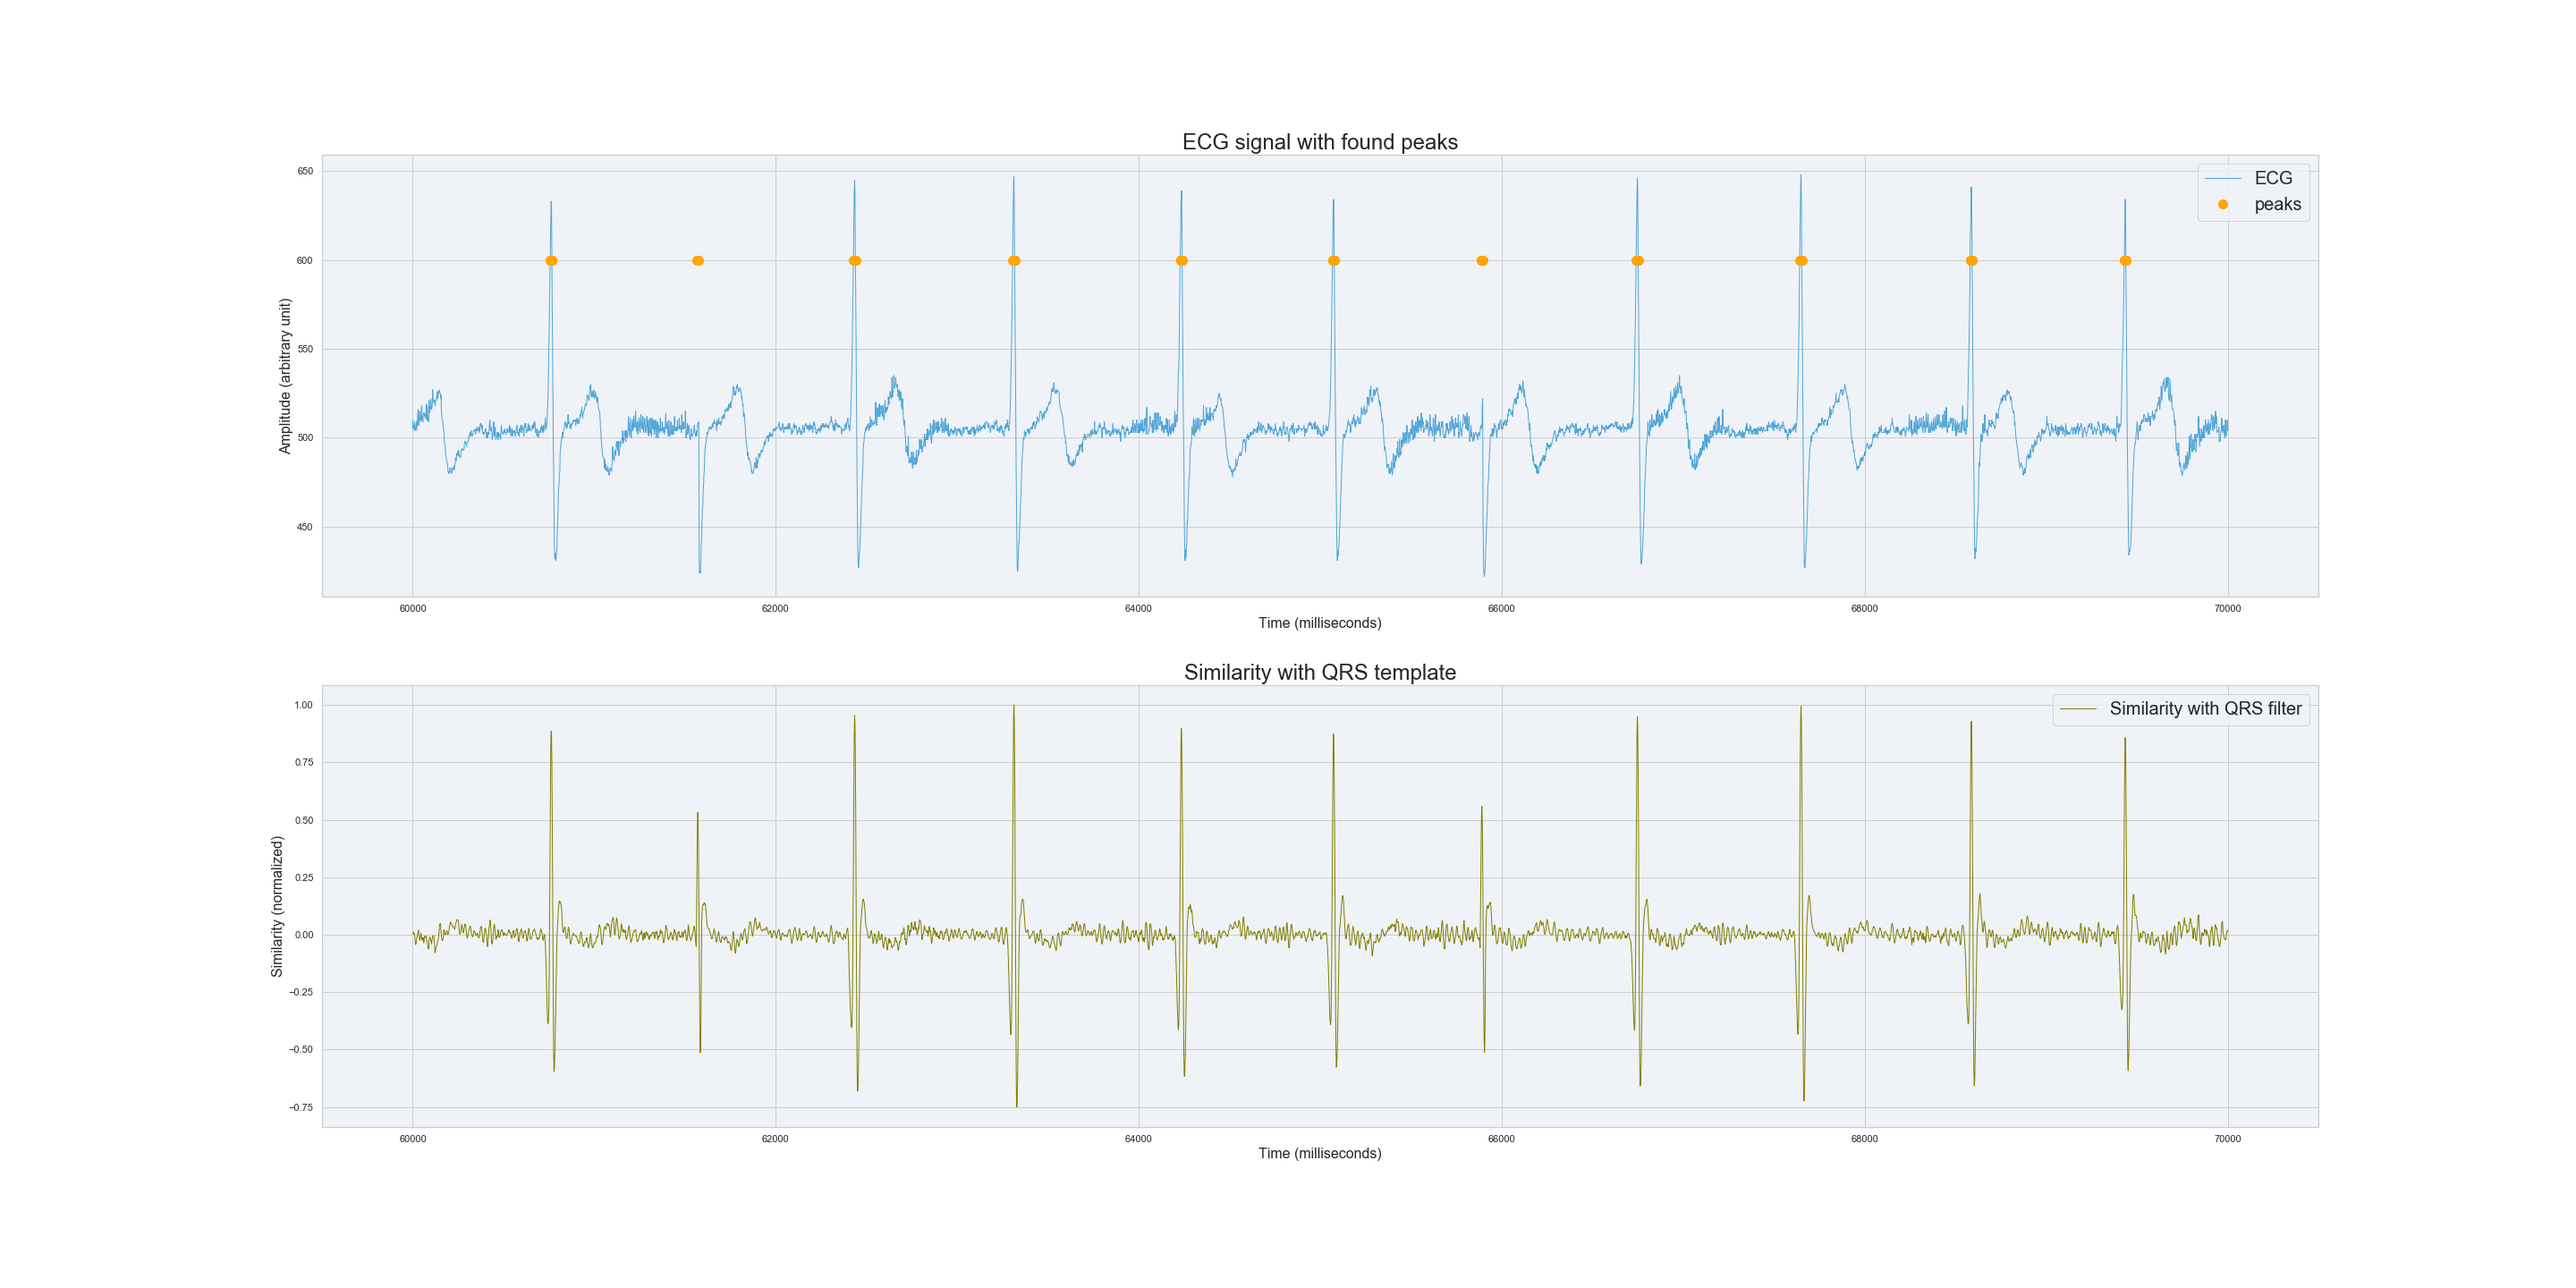 ECG signal with found peaks
650
600
550
500
450
Amplitude (arbitrary unit)
ECG
peaks
60000 62000 64000 66000 68000 70000
Time (milliseconds)
Similarity with QRS template
1.00
0.75
0.50
0.25
0.00
−0.25
−0.50
−0.75
Similarity (normalized)
Similarity with QRS filter
60000 62000 64000 66000 68000 70000
Time (milliseconds)